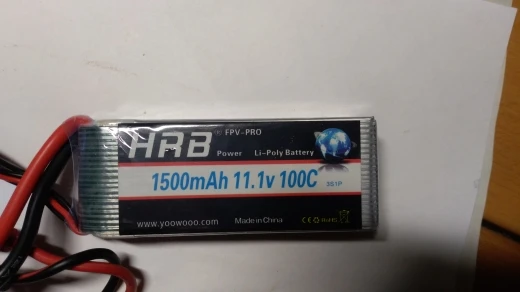 HRB FPV-PRO
Power Li-Poly Battery
1500mAh 11.1v 100C 3S1P
www.yoowooo.com Made in China CE RoHS